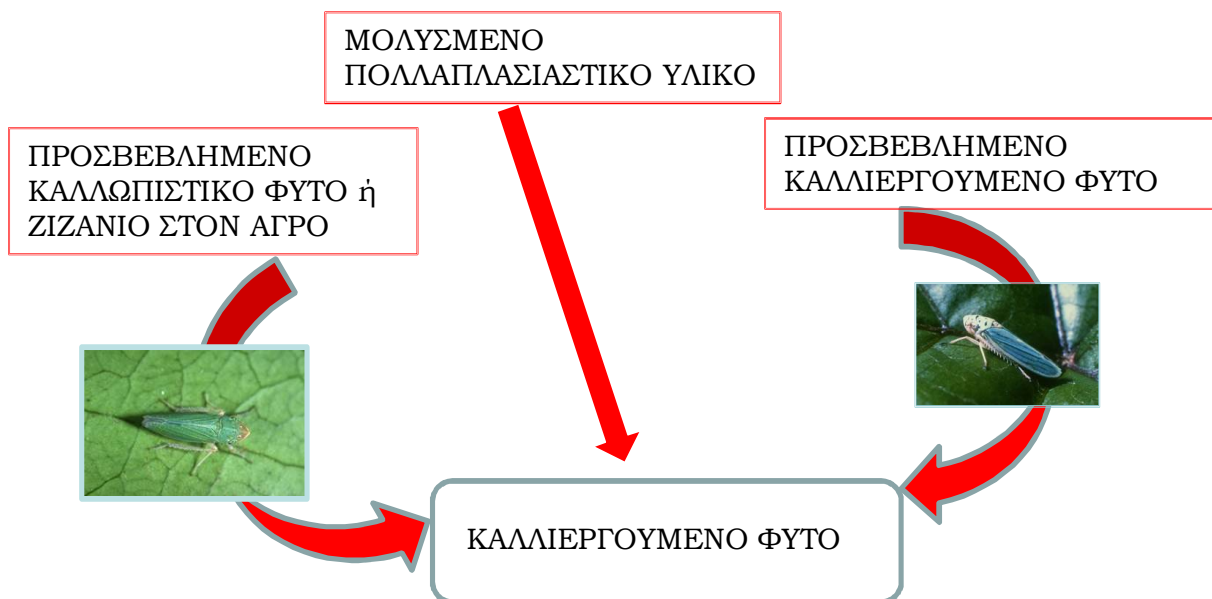 ΜΟΛΥΣΜΕΝΟ
ΠΟΛΛΑΠΛΑΣΙΑΣΤΙΚΟ ΥΛΙΚΟ
ΠΡΟΣΒΕΒΛΗΜΕΝΟ
ΚΑΛΛΩΠΙΣΤΙΚΟ ΦΥΤΟ ή
ΖΙΖΑΝΙΟ ΣΤΟΝ ΑΓΡΟ
ΠΡΟΣΒΕΒΛΗΜΕΝΟ
ΚΑΛΛΙΕΡΓΟΥΜΕΝΟ ΦΥΤΟ
ΚΑΛΛΙΕΡΓΟΥΜΕΝΟ ΦΥΤΟ